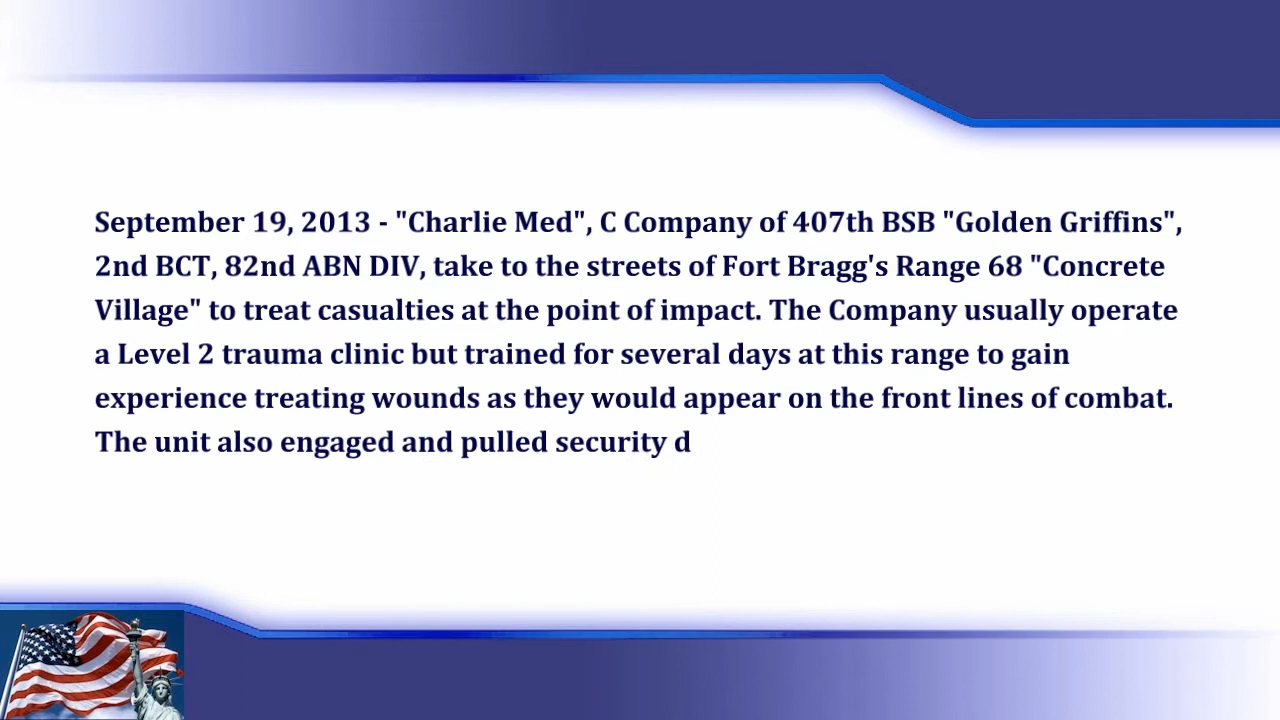 September 19, 2013 - "Charlie Med", C Company of 407th BSB "Golden Griffins",
2nd BCT, 82nd ABN DIV, take to the streets of Fort Bragg's Range 68 "Concrete
Village" to treat casualties at the point of impact. The Company usually operate
a Level 2 trauma clinic but trained for several days at this range to gain
experience treating wounds as they would appear on the front lines of combat.
The unit also engaged and pulled security d